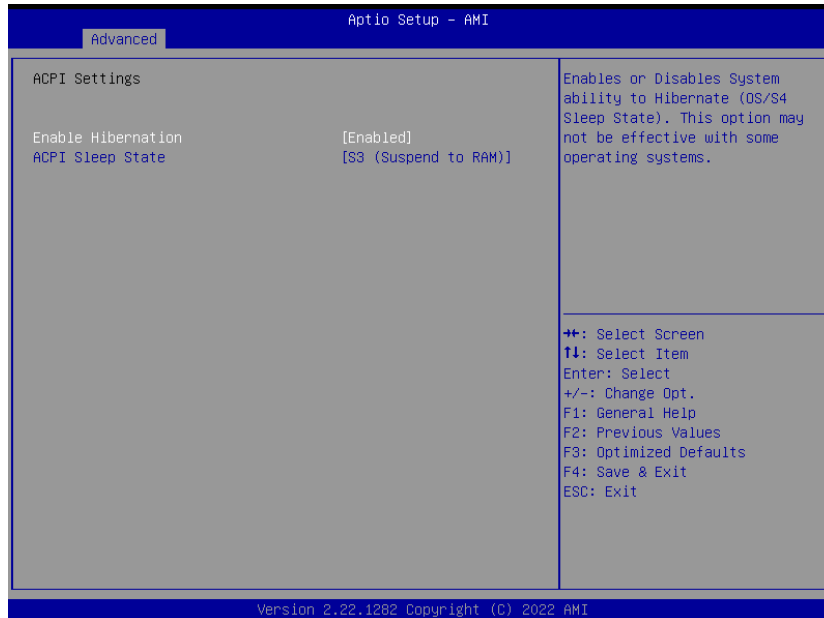 Aptio Setup – AMI
Advanced
ACPI Settings
Enable Hibernation [Enabled]
ACPI Sleep State [S3 (Suspend to RAM)]
Enables or Disables System
ability to Hibernate (OS/S4
Sleep State). This option may
not be effective with some
operating systems.
→←: Select Screen
↑↓: Select Item
Enter: Select
+/-: Change Opt.
F1: General Help
F2: Previous Values
F3: Optimized Defaults
F4: Save & Exit
ESC: Exit
Version 2.22.1282 Copyright (C) 2022 AMI